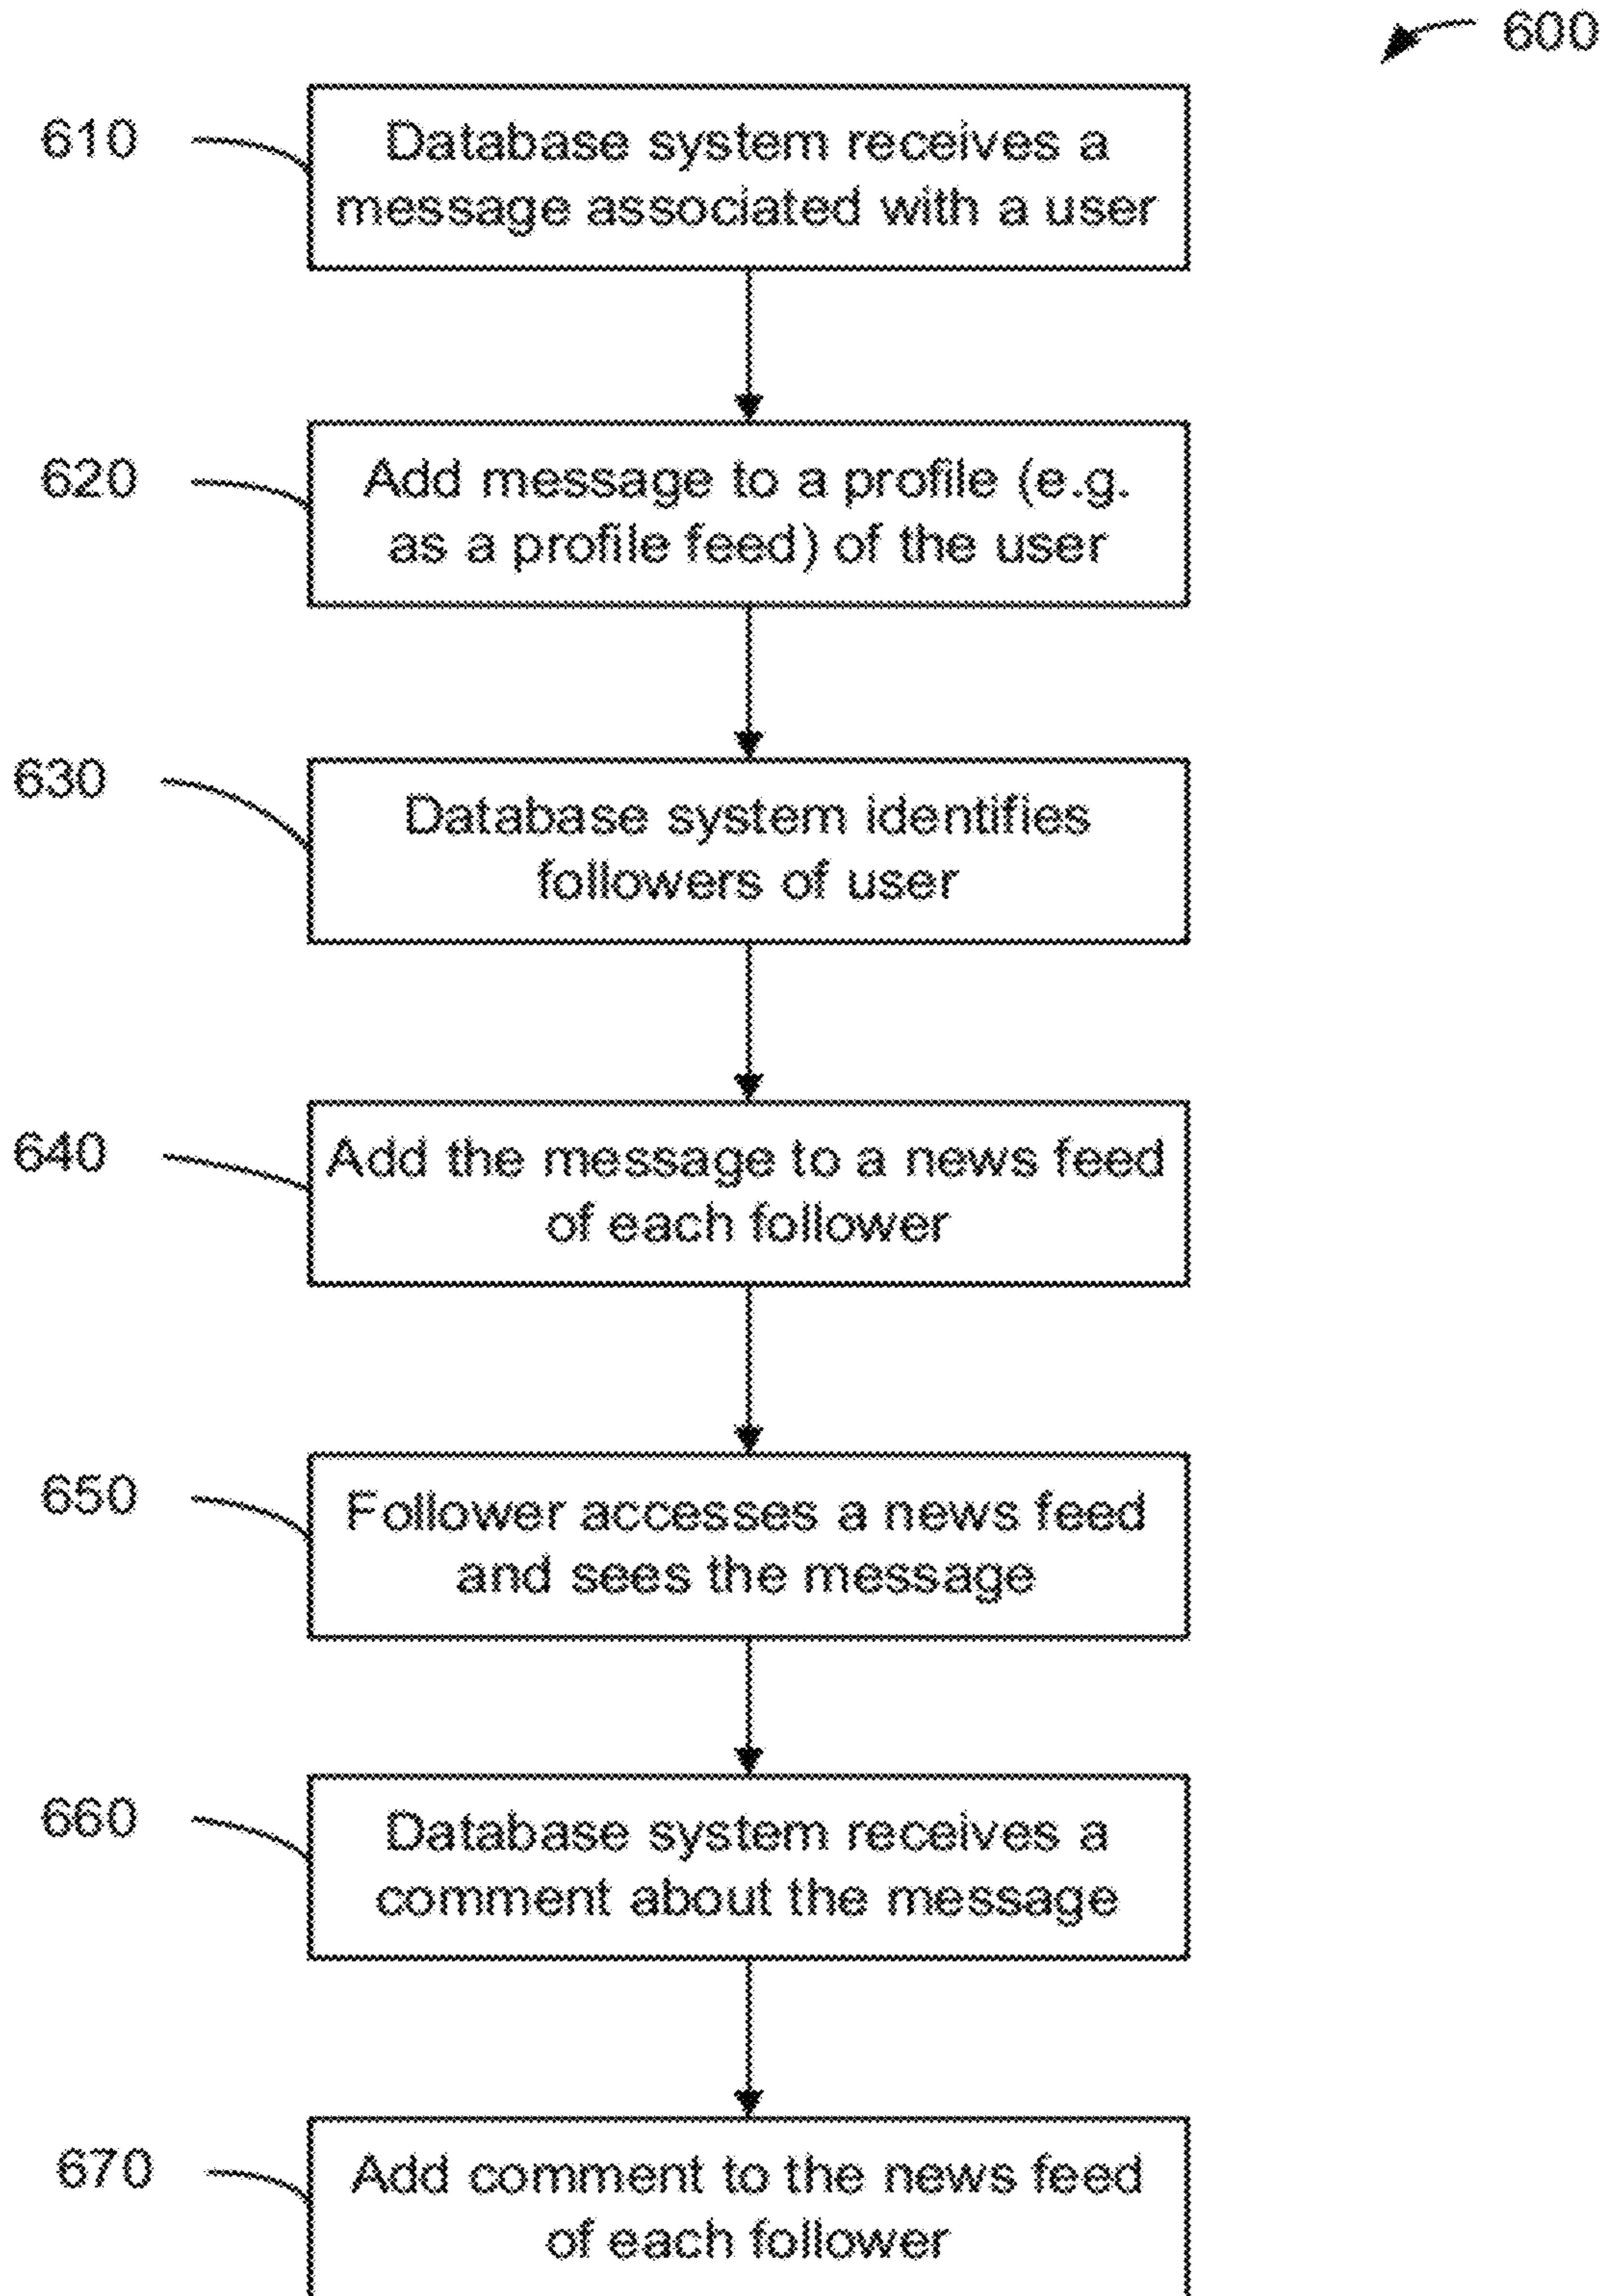 600
610
Database system receives a
message associated with a user
620
Add message to a profile (e.g.
as a profile feed) of the user
630
Database system identifies
followers of user
640
Add the message to a news feed
of each follower
650
Follower accesses a news feed
and sees the message
660
Database system receives a
comment about the message
670
Add comment to the news feed
of each follower